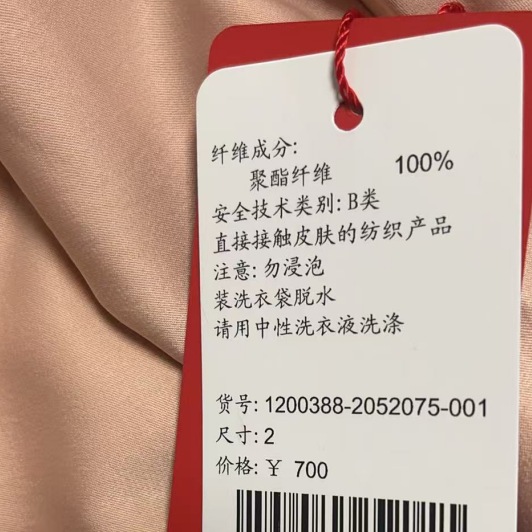 纤维成分:
聚酯纤维 100%
安全技术类别: B类
直接接触皮肤的纺织产品
注意: 勿浸泡
装洗衣袋脱水
请用中性洗衣液洗涤
货号: 1200388-2052075-001
尺寸: 2
价格: ¥ 700